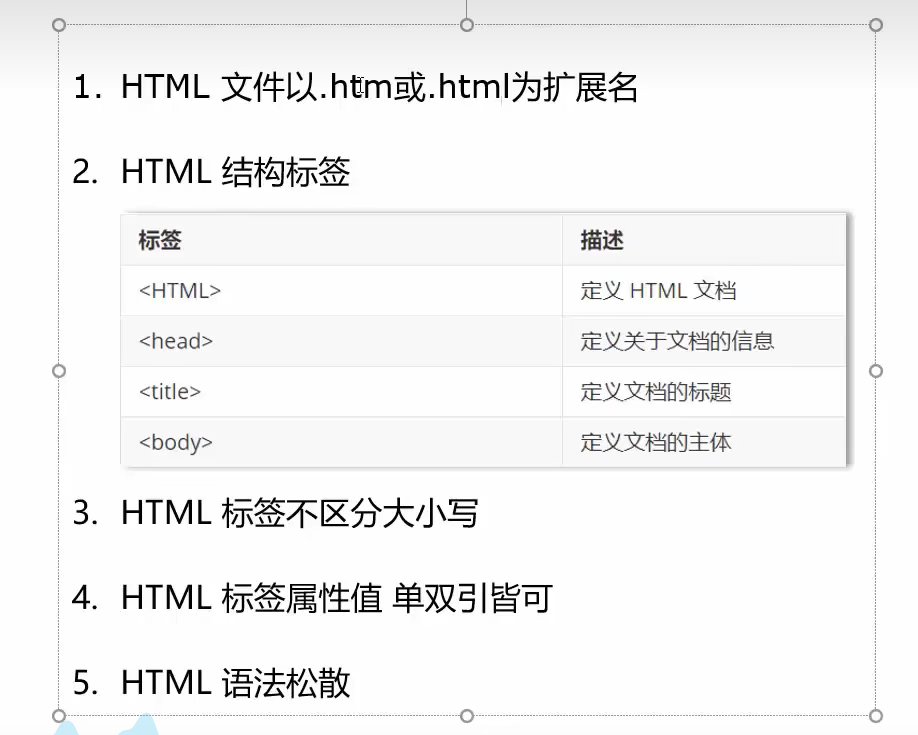 1. HTML 文件以.htm或.html为扩展名
2. HTML 结构标签
标签 描述
<HTML> 定义 HTML 文档
<head> 定义关于文档的信息
<title> 定义文档的标题
<body> 定义文档的主体
3. HTML 标签不区分大小写
4. HTML 标签属性值 单双引皆可
5. HTML 语法松散